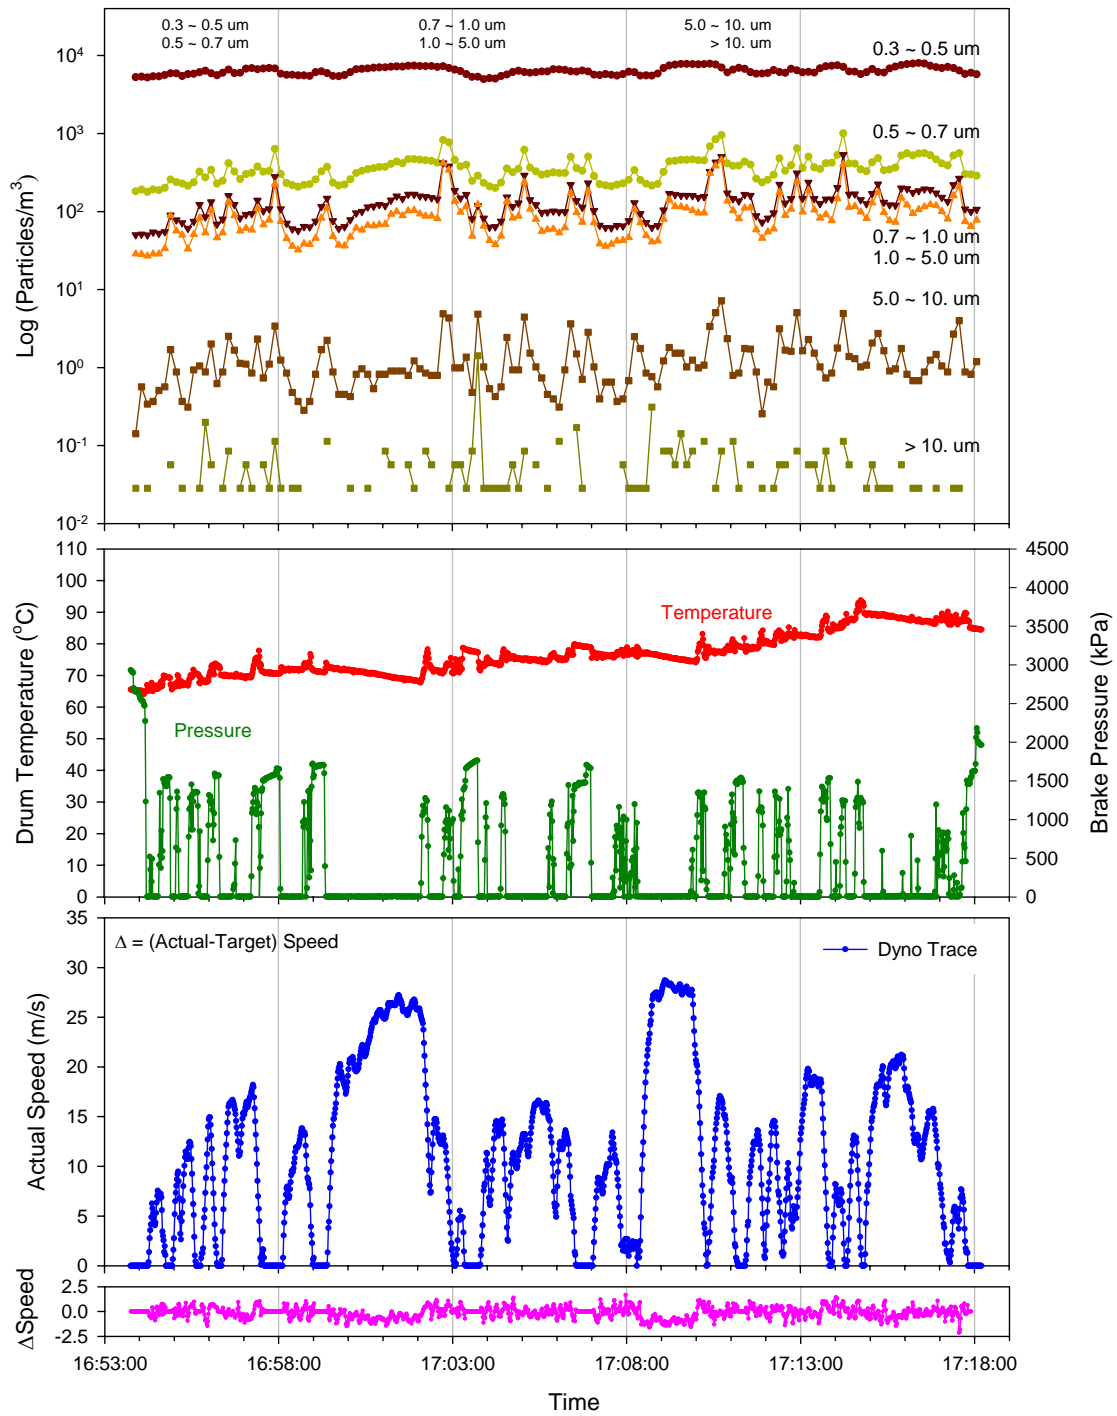 0.3 ~ 0.5 um 0.7 ~ 1.0 um 5.0 ~ 10. um
0.5 ~ 0.7 um 1.0 ~ 5.0 um > 10. um
0.3 ~ 0.5 um
0.5 ~ 0.7 um
0.7 ~ 1.0 um
1.0 ~ 5.0 um
5.0 ~ 10. um
> 10. um
Log (Particles/m³)
10⁴
10³
10²
10¹
10⁰
10⁻¹
10⁻²
Drum Temperature (°C)
110
100
90
80
70
60
50
40
30
20
10
0
Temperature
Pressure
4500
4000
3500
3000
2500
2000
1500
1000
500
0
Brake Pressure (kPa)
Actual Speed (m/s)
35
30
25
20
15
10
5
0
Δ = (Actual-Target) Speed
Dyno Trace
ΔSpeed
2.5
0.0
-2.5
16:53:00 16:58:00 17:03:00 17:08:00 17:13:00 17:18:00
Time